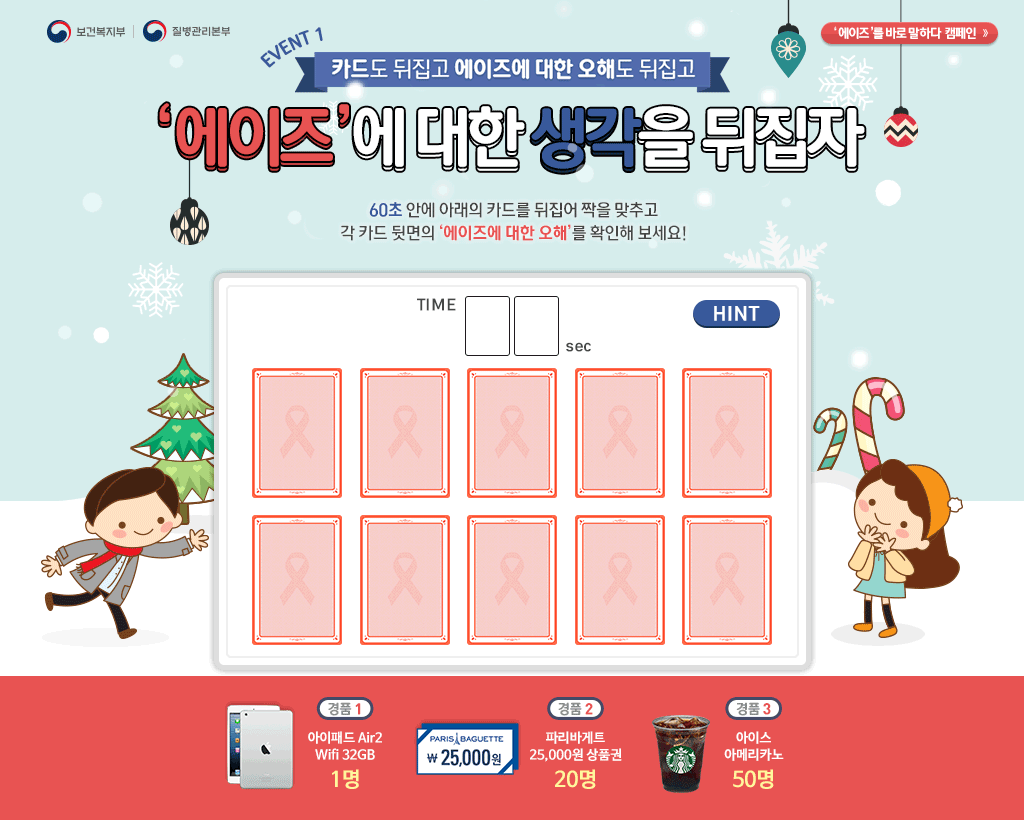 보건복지부
질병관리본부
'에이즈'를 바로 말하다 캠페인 »
EVENT 1
카드도 뒤집고 에이즈에 대한 오해도 뒤집고
'에이즈'에 대한 생각을 뒤집자
60초 안에 아래의 카드를 뒤집어 짝을 맞추고
각 카드 뒷면의 '에이즈에 대한 오해'를 확인해 보세요!
TIME
sec
HINT
경품 1
아이패드 Air2
Wifi 32GB
1명
PARIS BAGUETTE
₩ 25,000원
경품 2
파리바게트
25,000원 상품권
20명
경품 3
아이스
아메리카노
50명